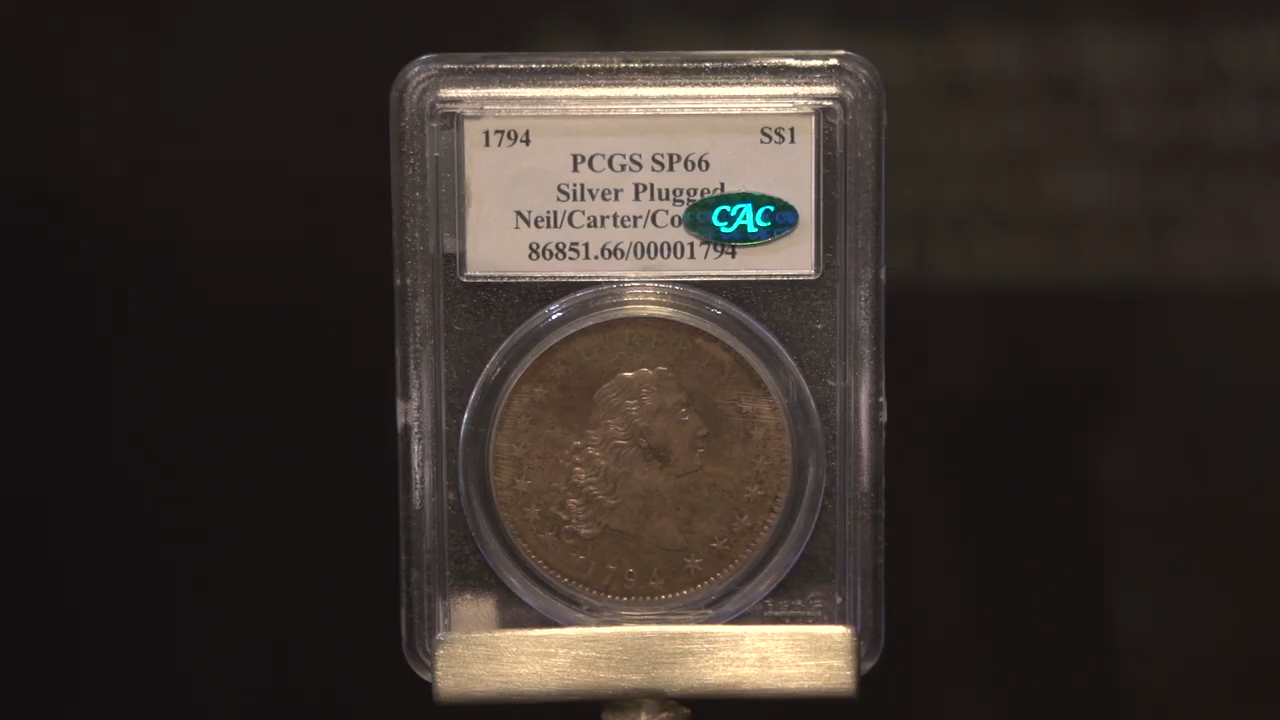 1794 S$1
PCGS SP66
Silver Plugged
Neil/Carter/Co
CAC
86851.66/00001794
1794